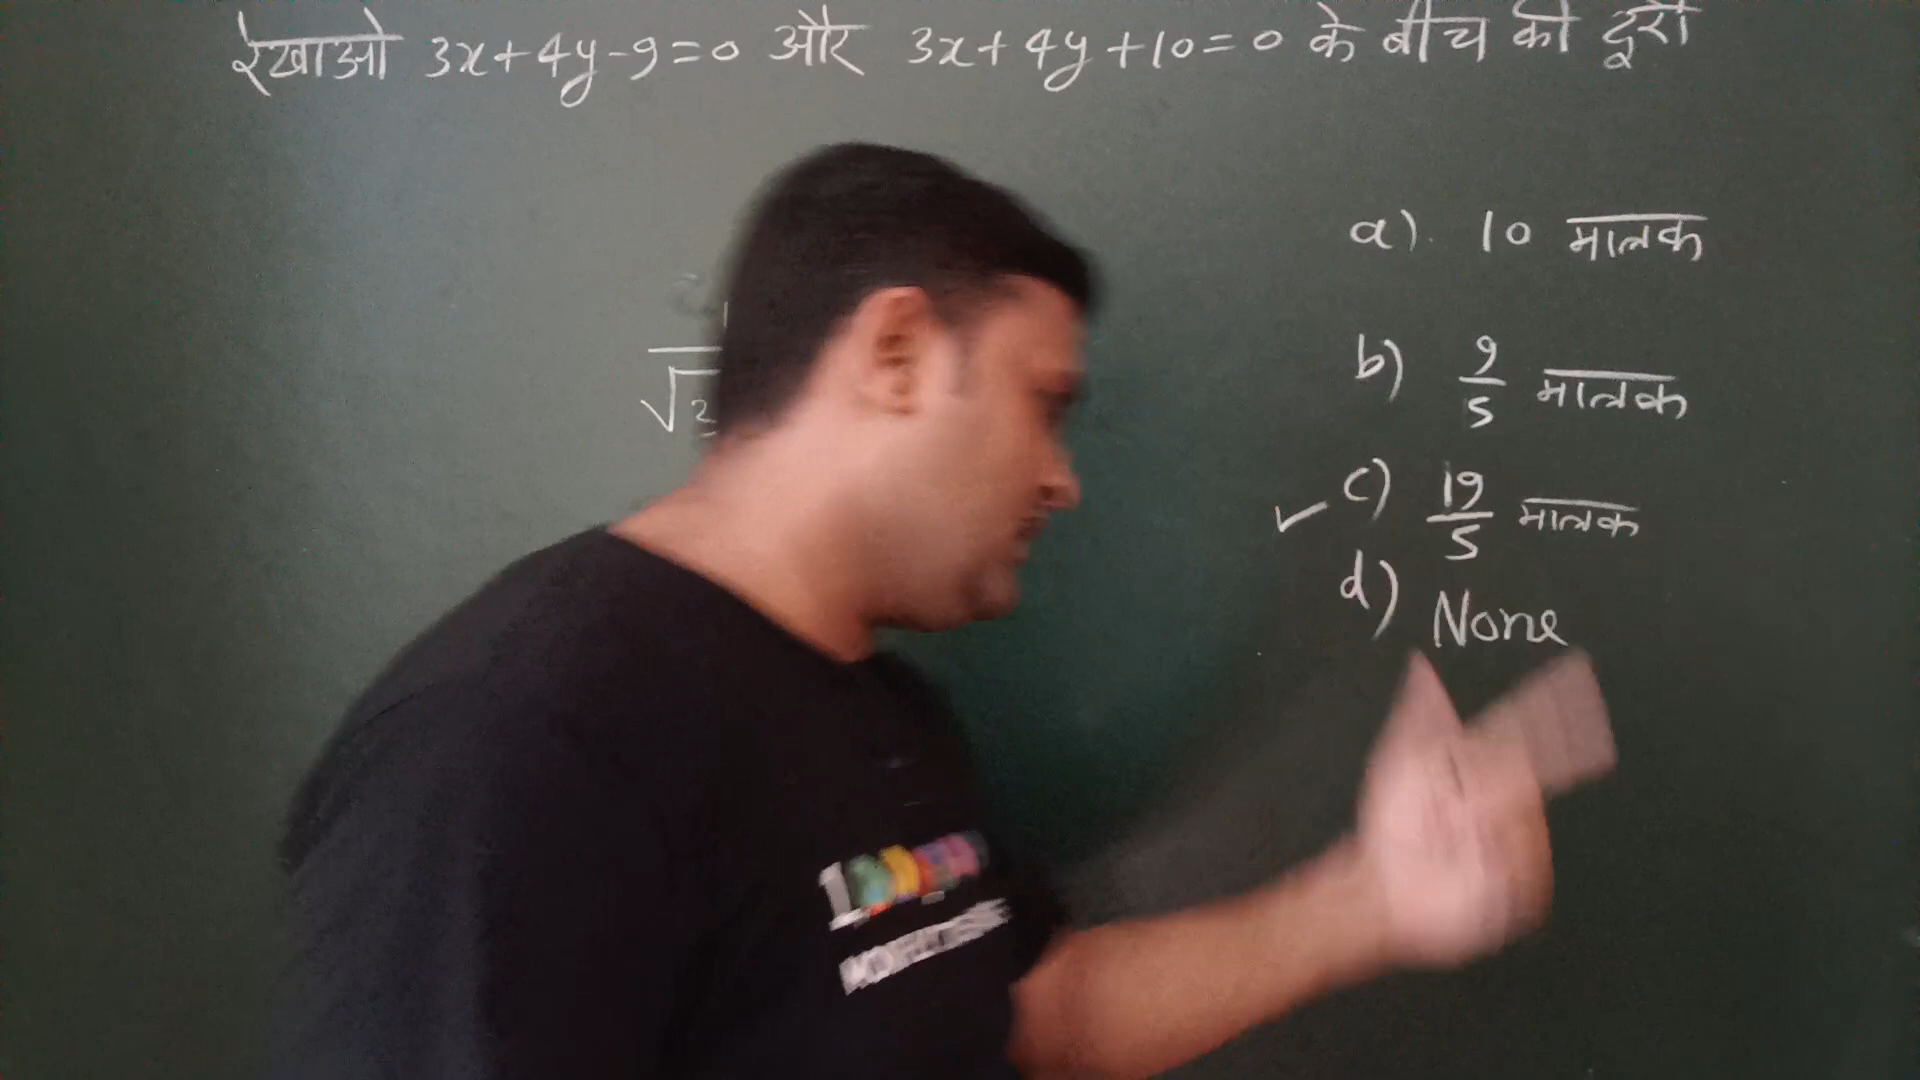 रेखाओ 3x+4y-9=0 और 3x+4y+10=0 के बीच की दूरी
a). 10 मात्रक
b) 9/5 मात्रक
✓ c) 19/5 मात्रक
d) None